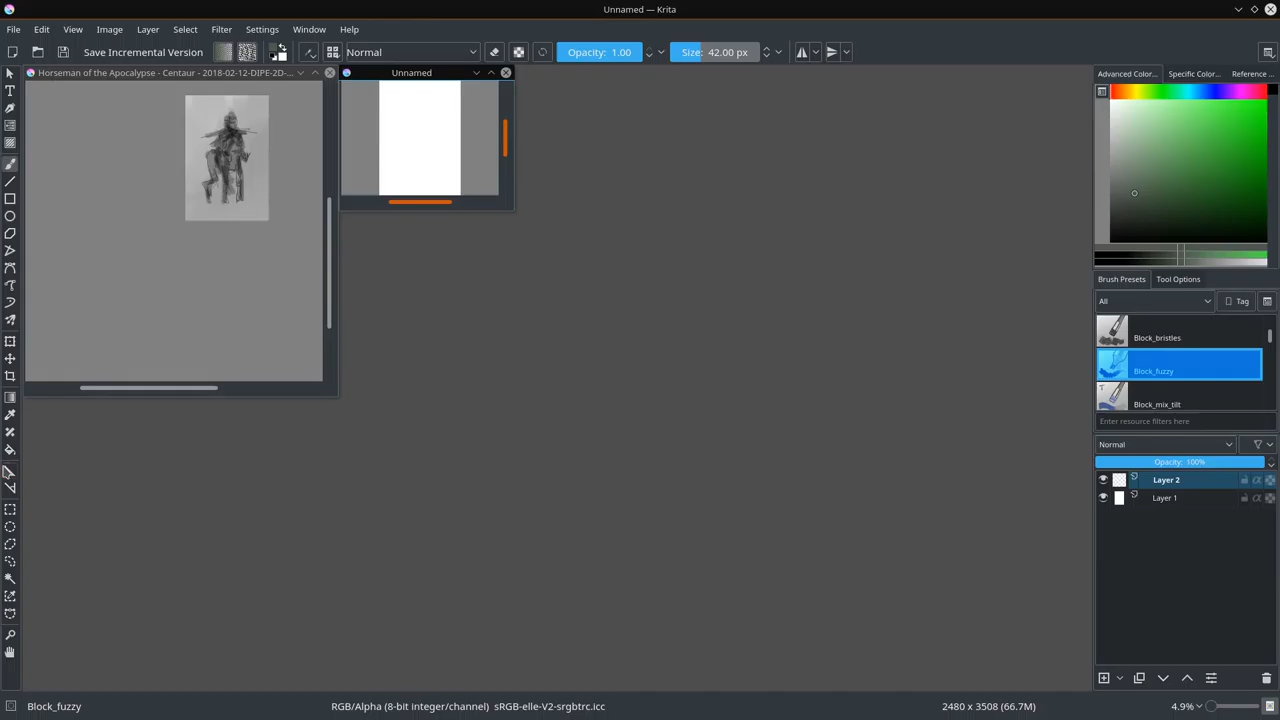 Unnamed — Krita
File Edit View Image Layer Select Filter Settings Window Help
Save Incremental Version Normal Opacity: 1.00 Size: 42.00 px
Horseman of the Apocalypse - Centaur - 2018-02-12-DIPE-2D-...
Unnamed
Advanced Color... Specific Color... Reference ...
Brush Presets Tool Options
All Tag
Block_bristles
Block_fuzzy
T
Block_mix_tilt
Enter resource filters here
Normal
Opacity: 100%
Layer 2
Layer 1
Block_fuzzy RGB/Alpha (8-bit integer/channel) sRGB-elle-V2-srgbtrc.icc 2480 x 3508 (66.7M) 4.9%